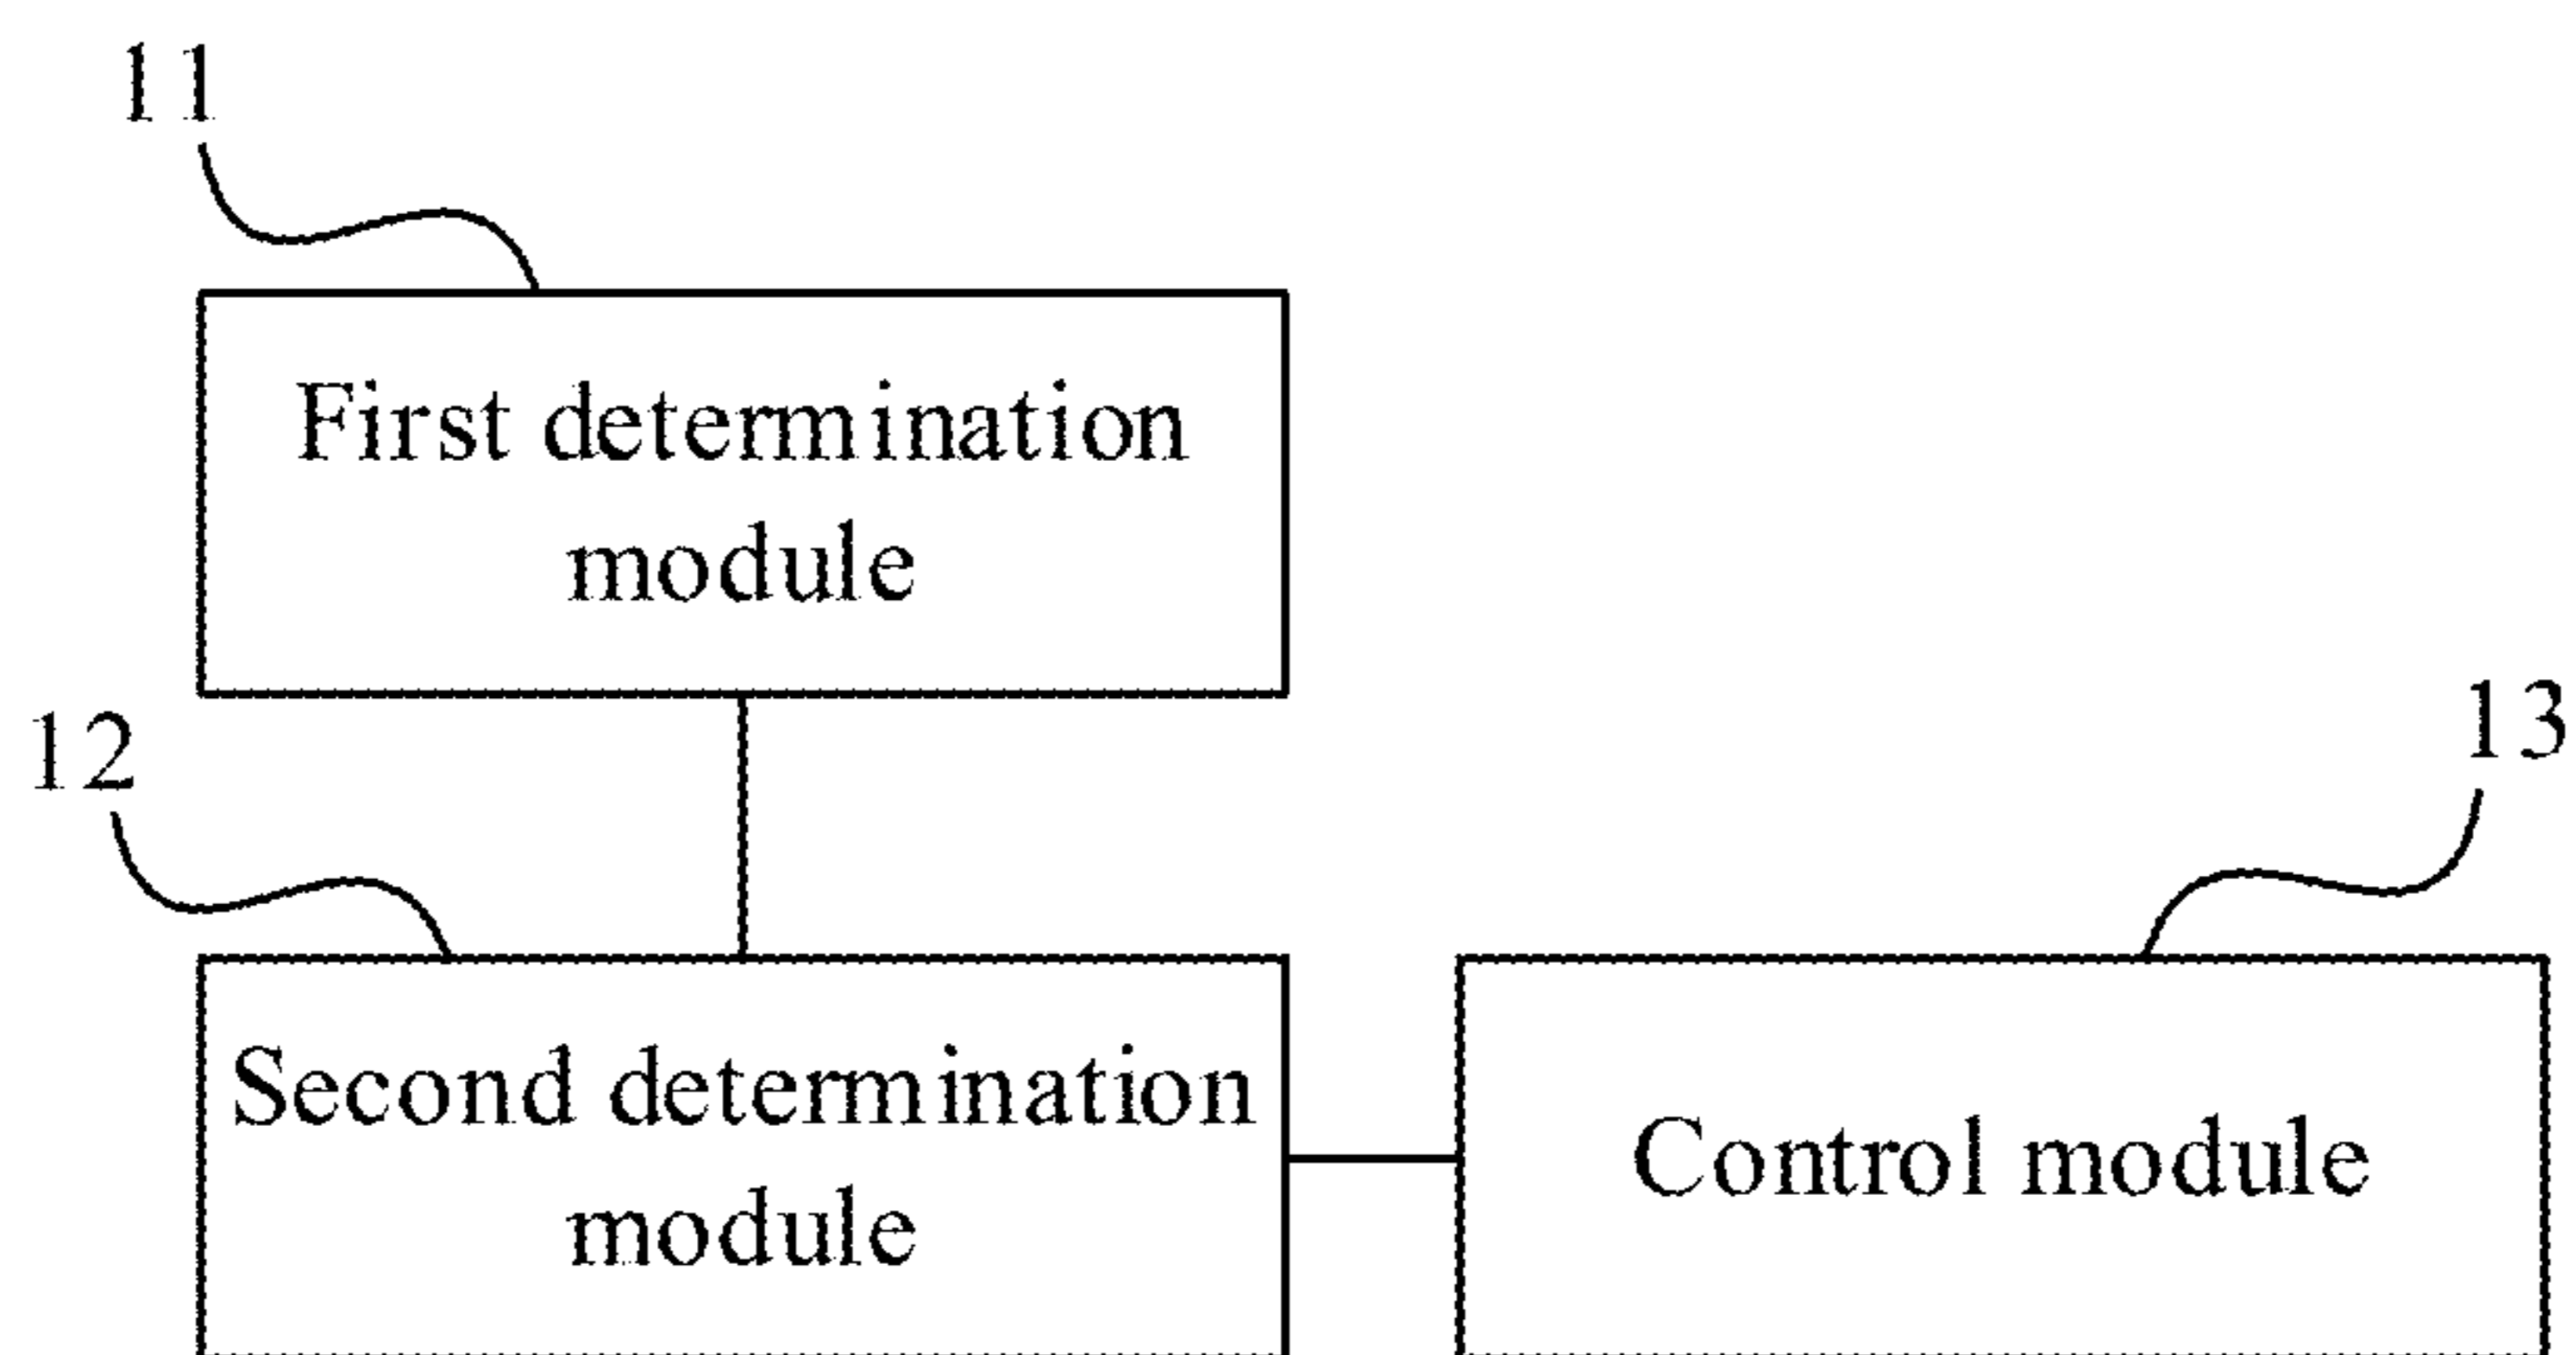 11
First determination
module
12
13
Second determination
module
Control module